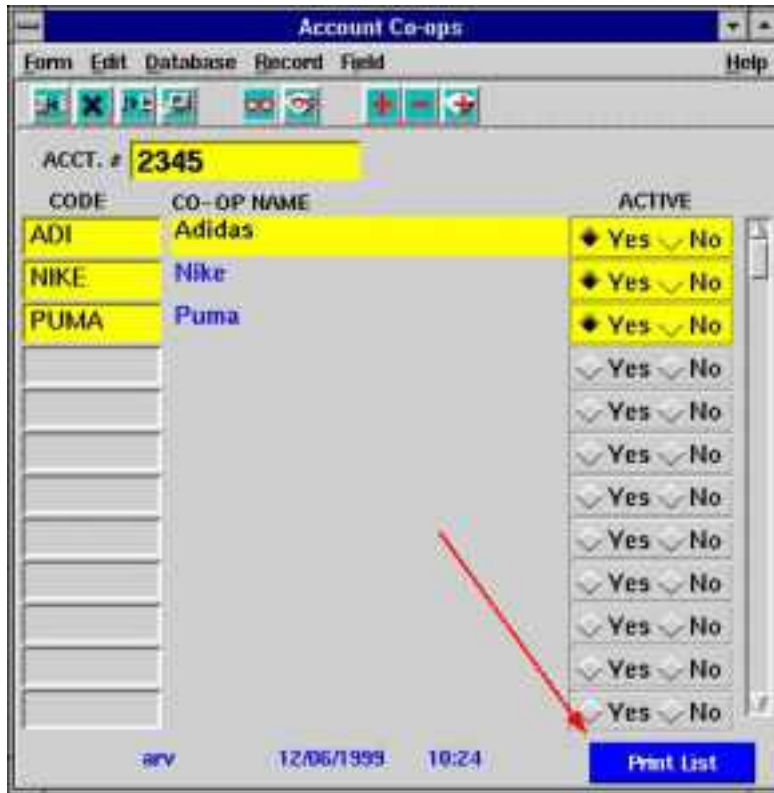 Account Co-ops
Form Edit Database Record Field Help
ACCT. # 2345
CODE CO-OP NAME ACTIVE
ADI Adidas Yes No
NIKE Nike Yes No
PUMA Puma Yes No
Yes No
Yes No
Yes No
Yes No
Yes No
Yes No
Yes No
Yes No
Yes No
arv 12/06/1999 10:24 Print List